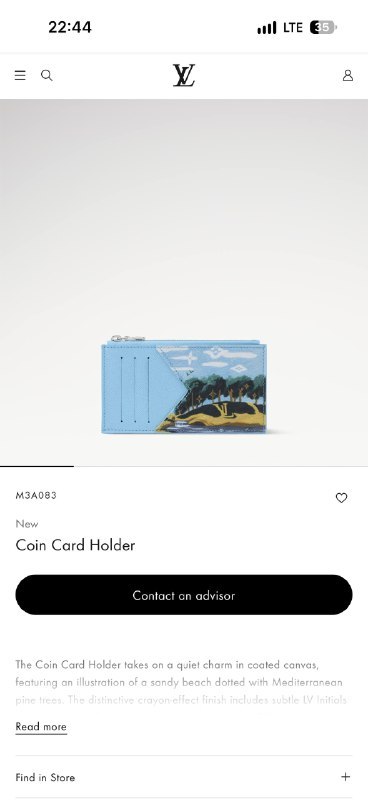 22:44
LTE
35
LV
M3A083
New
Coin Card Holder
Contact an advisor
The Coin Card Holder takes on a quiet charm in coated canvas,
featuring an illustration of a sandy beach dotted with Mediterranean
pine trees. The distinctive crayon-effect finish includes subtle LV Initials
Read more
Find in Store